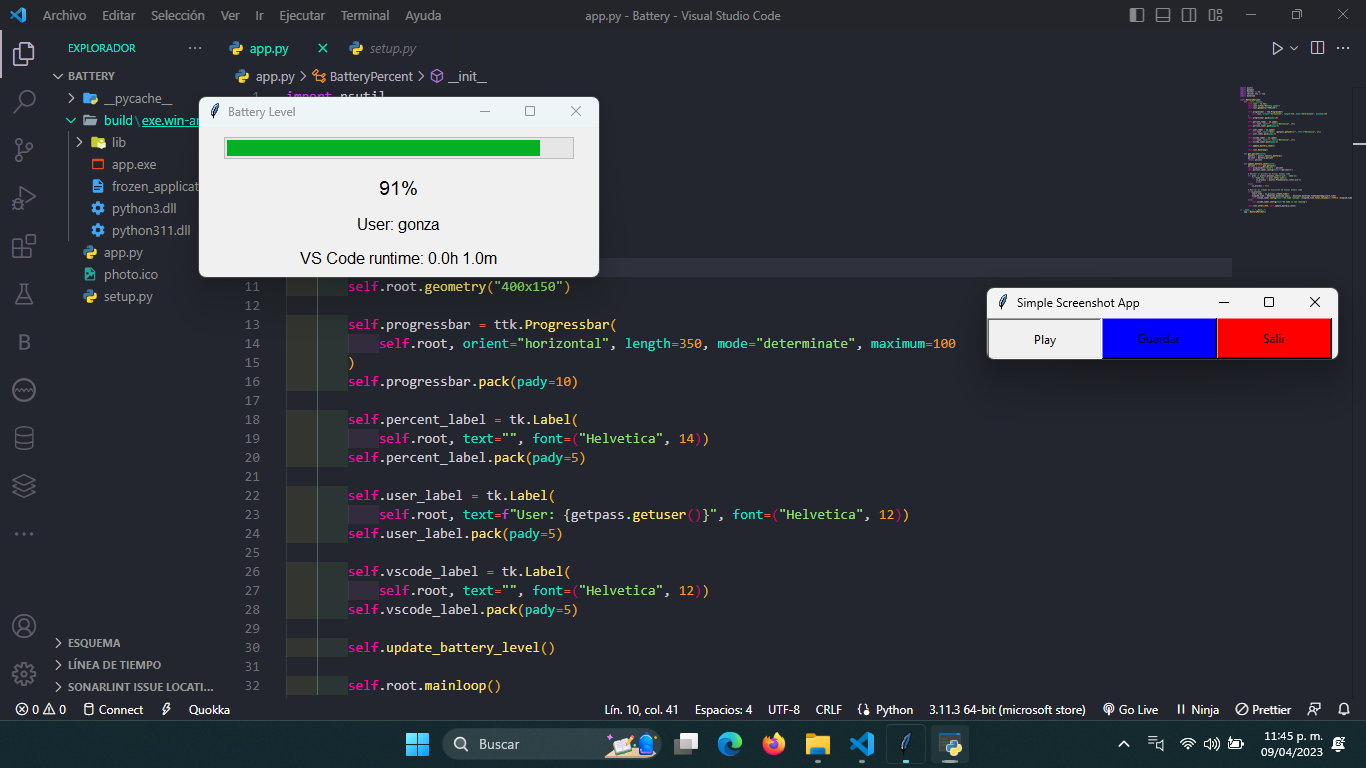 Archivo Editar Selección Ver Ir Ejecutar Terminal Ayuda
app.py - Battery - Visual Studio Code
EXPLORADOR
app.py
setup.py
BATTERY
app.py > BatteryPercent > __init__
__pycache__
build\exe.win-am
lib
app.exe
frozen_applicat
python3.dll
python311.dll
app.py
photo.ico
setup.py
ESQUEMA
LÍNEA DE TIEMPO
SONARLINT ISSUE LOCATI...
Battery Level
91%
User: gonza
VS Code runtime: 0.0h 1.0m
Simple Screenshot App
Play
Guardar
Salir
1 import psutil
11 self.root.geometry("400x150")
12
13 self.progressbar = ttk.Progressbar(
14 self.root, orient="horizontal", length=350, mode="determinate", maximum=100
15 )
16 self.progressbar.pack(pady=10)
17
18 self.percent_label = tk.Label(
19 self.root, text="", font=("Helvetica", 14))
20 self.percent_label.pack(pady=5)
21
22 self.user_label = tk.Label(
23 self.root, text=f"User: {getpass.getuser()}", font=("Helvetica", 12))
24 self.user_label.pack(pady=5)
25
26 self.vscode_label = tk.Label(
27 self.root, text="", font=("Helvetica", 12))
28 self.vscode_label.pack(pady=5)
29
30 self.update_battery_level()
31
32 self.root.mainloop()
0 0 Connect Quokka
Lín. 10, col. 41 Espacios: 4 UTF-8 CRLF Python 3.11.3 64-bit (microsoft store) Go Live Ninja Prettier
Buscar
11:45 p. m.
09/04/2023